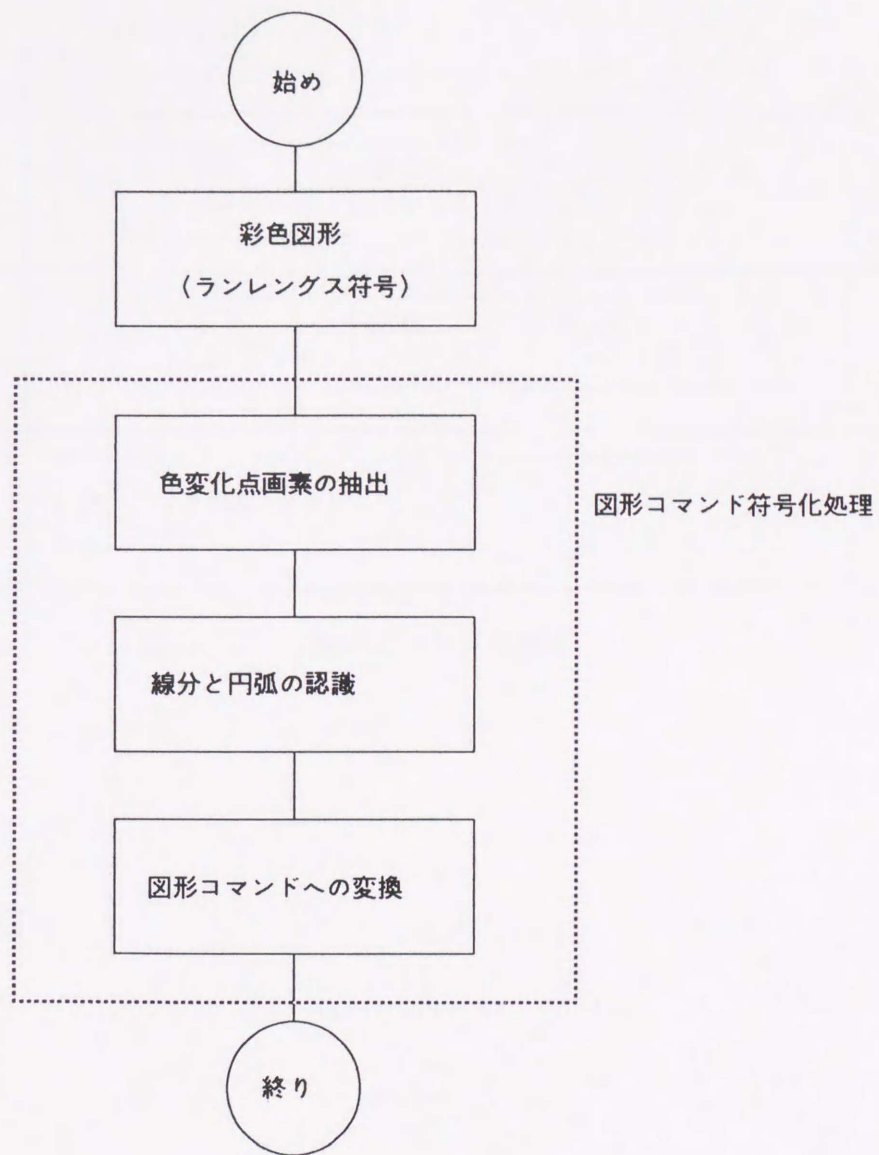 始め
彩色図形
(ランレングス符号)
色変化点画素の抽出
図形コマンド符号化処理
線分と円弧の認識
図形コマンドへの変換
終り